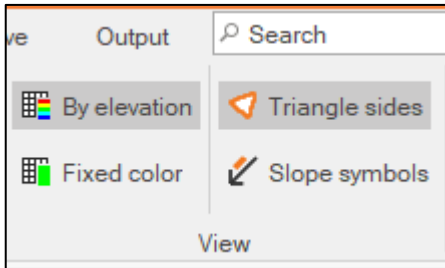 ve Output Search
By elevation Triangle sides
Fixed color Slope symbols
View